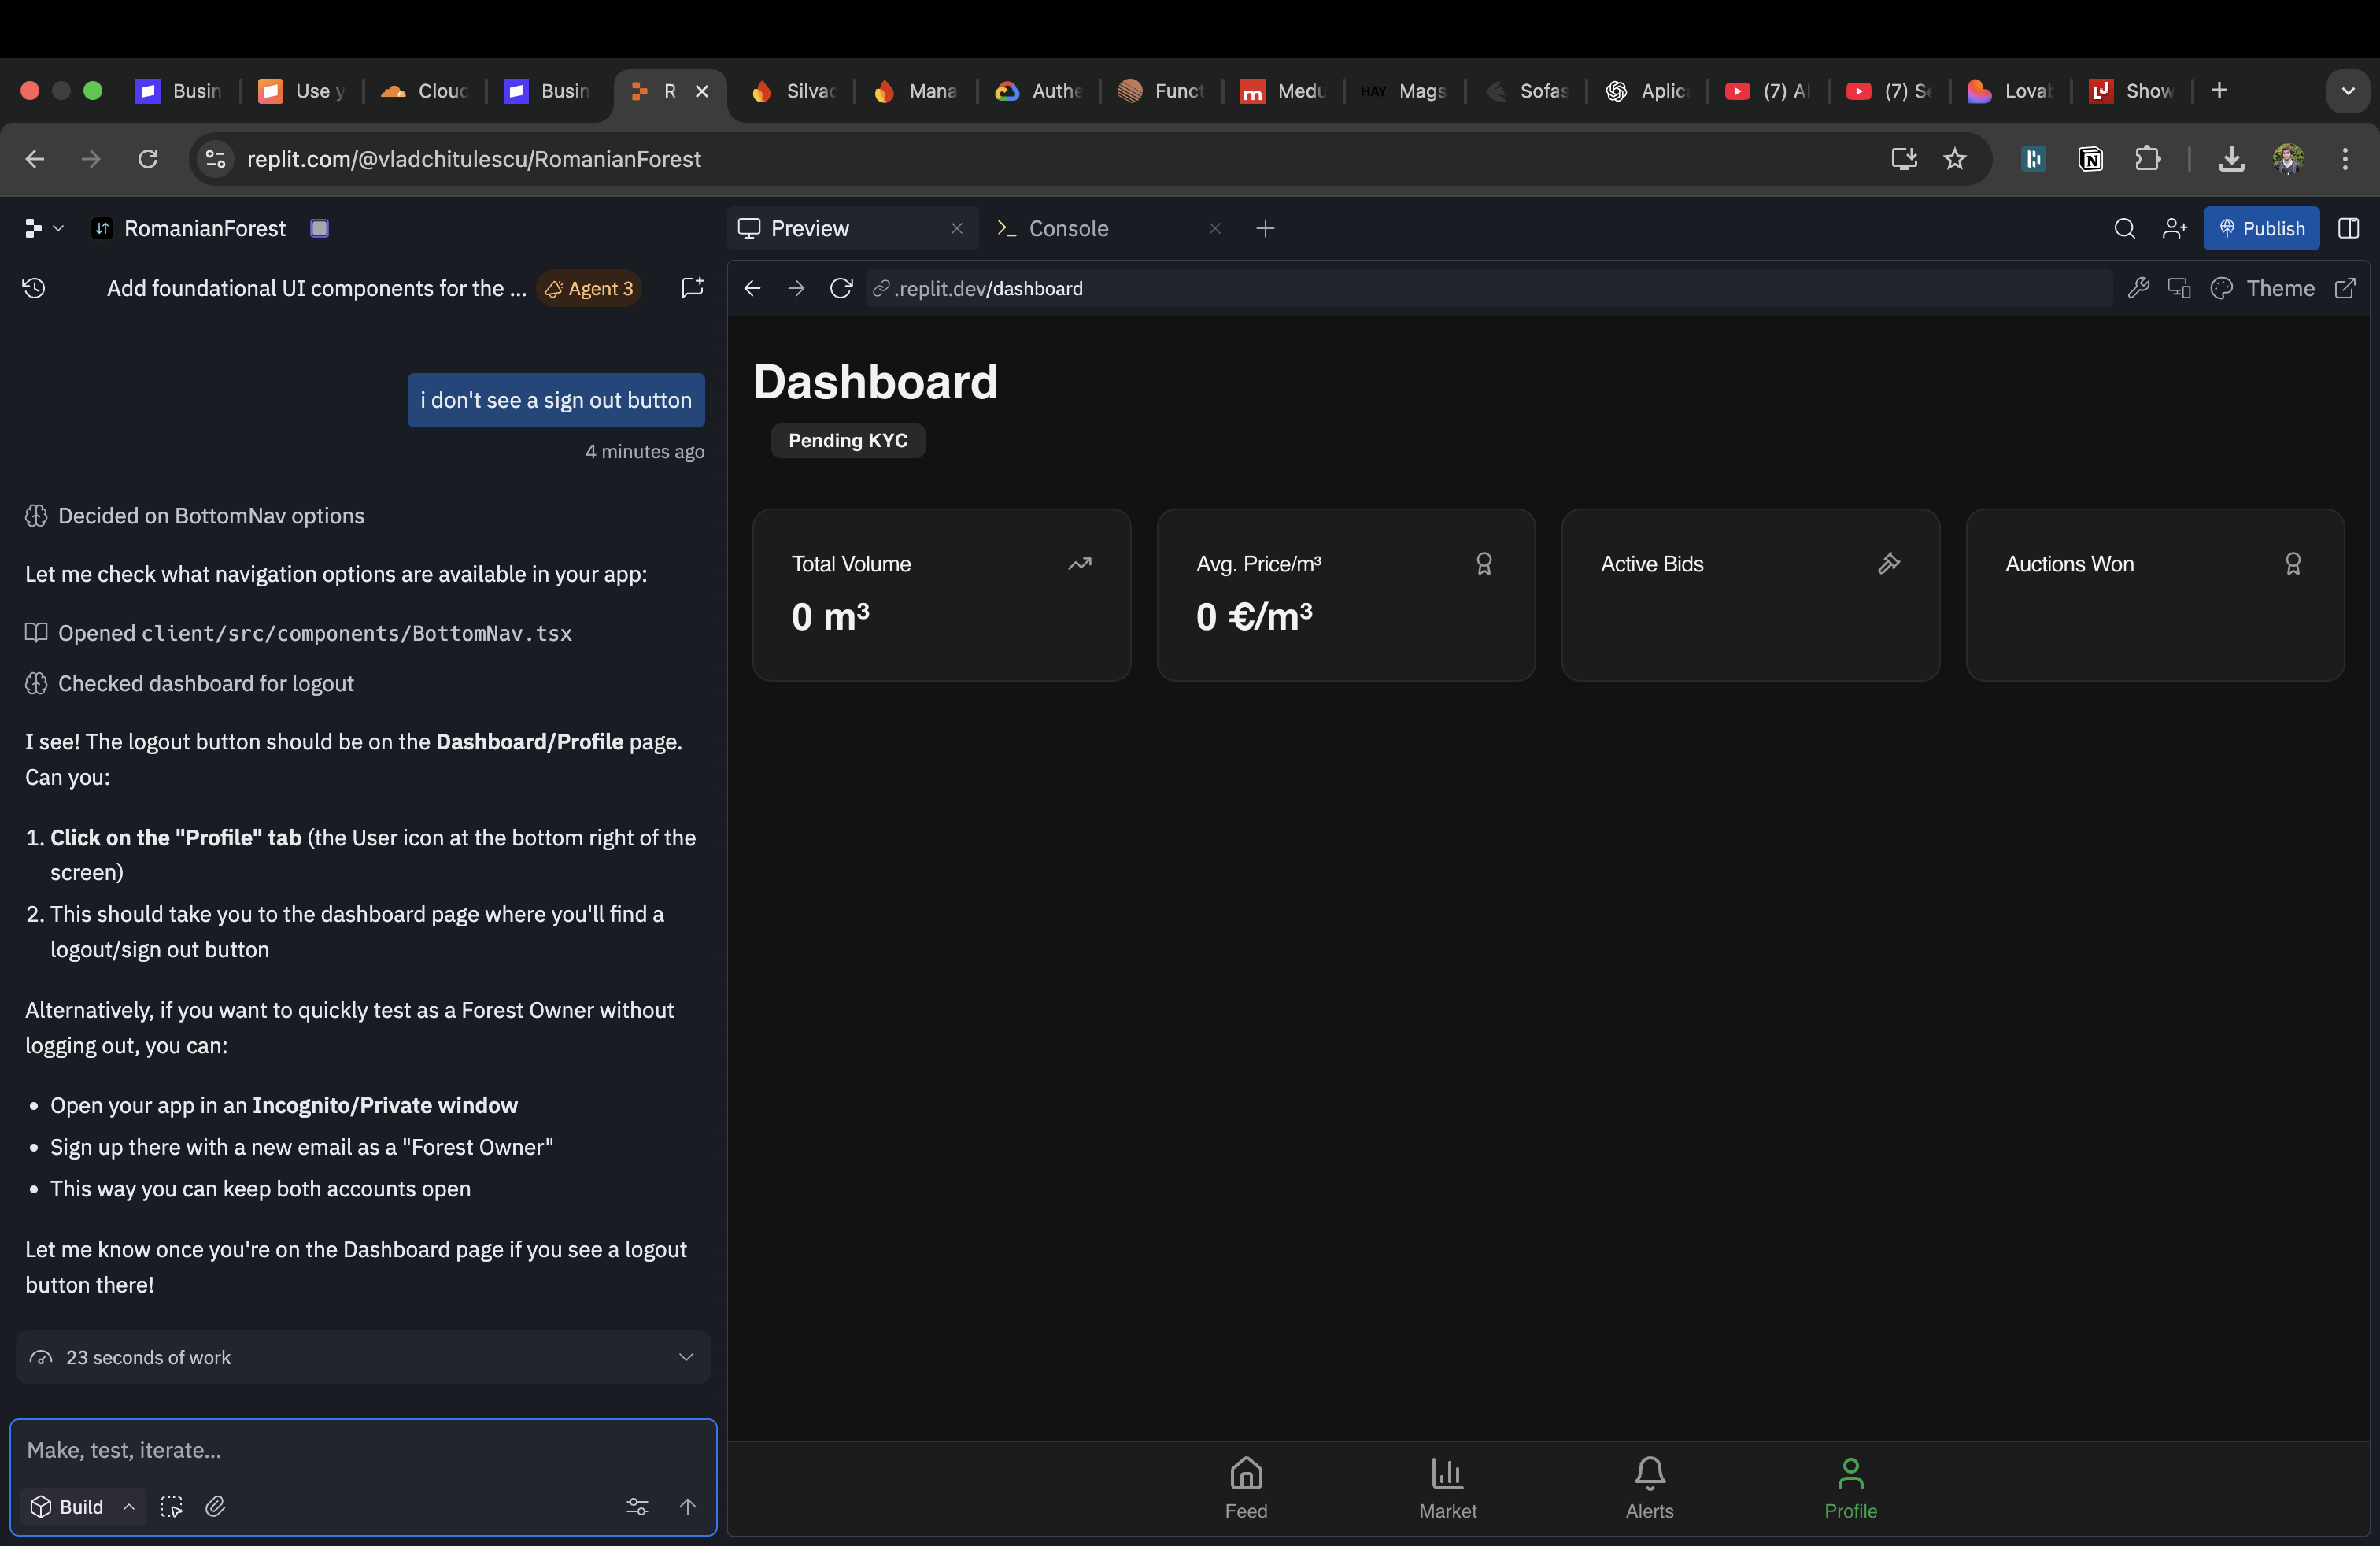 Busin
Use y
Cloud
Busin
R
Silvac
Mana
Authe
Funct
Medu
HAY Mags
Sofas
Aplica
(7) A
(7) S
Lovab
Show
replit.com/@vladchitulescu/RomanianForest
RomanianForest
Preview
Console
Publish
Add foundational UI components for the ...
Agent 3
.replit.dev/dashboard
Theme
i don't see a sign out button
4 minutes ago
Decided on BottomNav options
Let me check what navigation options are available in your app:
Opened client/src/components/BottomNav.tsx
Checked dashboard for logout
I see! The logout button should be on the Dashboard/Profile page.
Can you:
1. Click on the "Profile" tab (the User icon at the bottom right of the
screen)
2. This should take you to the dashboard page where you'll find a
logout/sign out button
Alternatively, if you want to quickly test as a Forest Owner without
logging out, you can:
• Open your app in an Incognito/Private window
• Sign up there with a new email as a "Forest Owner"
• This way you can keep both accounts open
Let me know once you're on the Dashboard page if you see a logout
button there!
23 seconds of work
Make, test, iterate...
Build
Dashboard
Pending KYC
Total Volume
0 m³
Avg. Price/m³
0 €/m³
Active Bids
Auctions Won
Feed
Market
Alerts
Profile